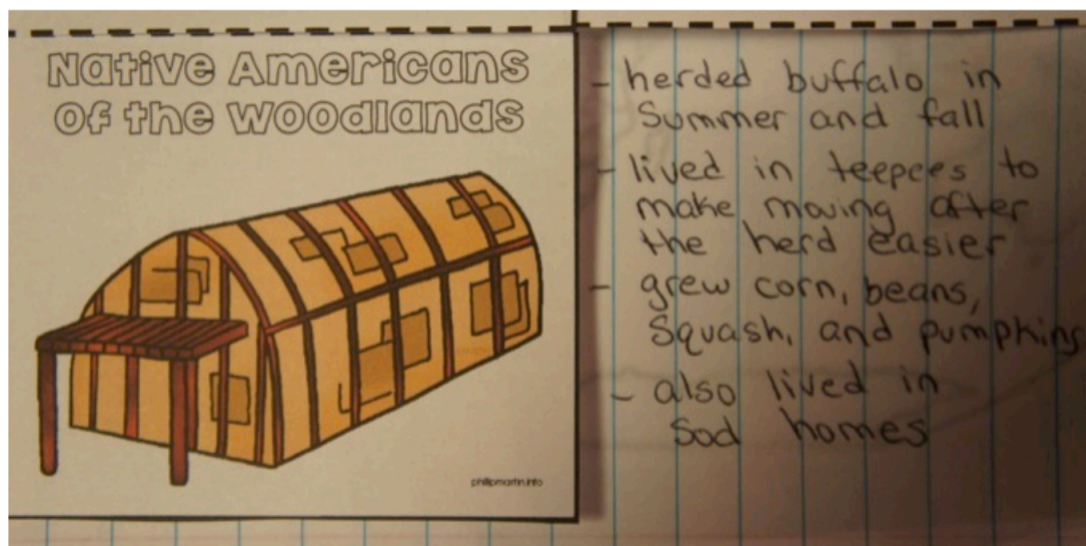 Native Americans
Of the Woodlands
phillipmartin.info
- herded buffalo in
Summer and fall
- lived in teepees to
make moving after
the herd easier
- grew corn, beans,
Squash, and pumpkins
- also lived in
Sod homes